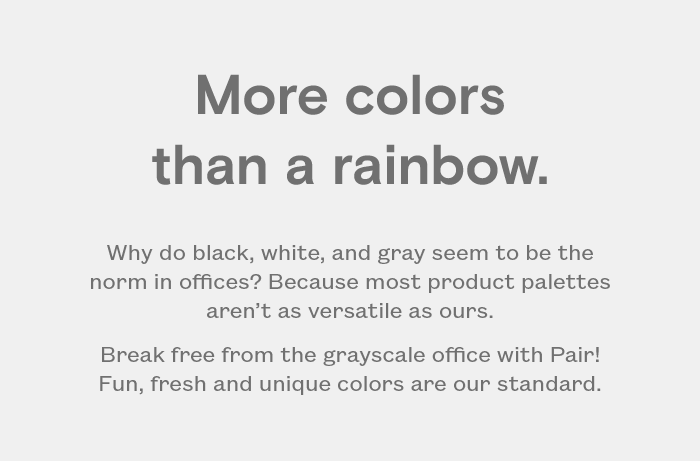 More colors
than a rainbow.
Why do black, white, and gray seem to be the
norm in offices? Because most product palettes
aren’t as versatile as ours.
Break free from the grayscale office with Pair!
Fun, fresh and unique colors are our standard.